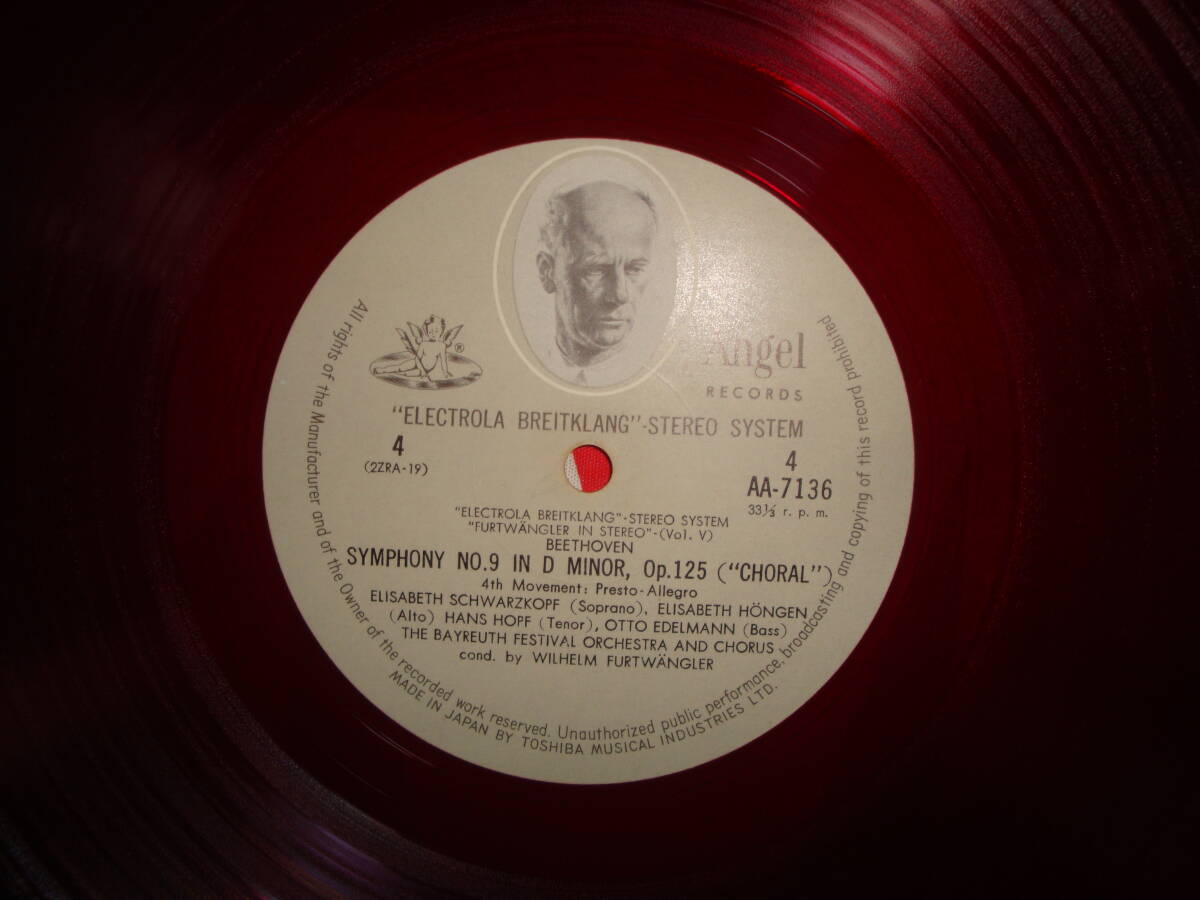 ®
Angel
RECORDS
"ELECTROLA BREITKLANG"-STEREO SYSTEM
4
(2ZRA-19)
4
AA-7136
33⅓ r. p. m.
"ELECTROLA BREITKLANG"-STEREO SYSTEM
"FURTWÄNGLER IN STEREO"-(Vol. V)
BEETHOVEN
SYMPHONY NO.9 IN D MINOR, Op.125 ("CHORAL")
4th Movement: Presto-Allegro
ELISABETH SCHWARZKOPF (Soprano), ELISABETH HÖNGEN
(Alto) HANS HOPF (Tenor), OTTO EDELMANN (Bass)
THE BAYREUTH FESTIVAL ORCHESTRA AND CHORUS
cond. by WILHELM FURTWÄNGLER
All rights of the Manufacturer and of the Owner of the recorded work reserved. Unauthorized public performance, broadcasting and copying of this record prohibited
MADE IN JAPAN BY TOSHIBA MUSICAL INDUSTRIES LTD.